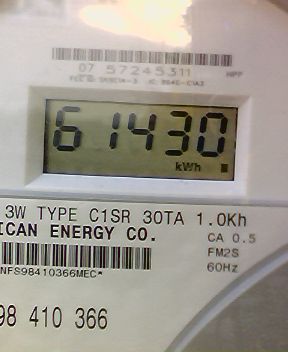 07 57245311
61430
kWh
3W TYPE C1SR 30TA 1.0Kh
ICAN ENERGY CO.
CA 0.5
FM2S
60Hz
NFS98410366MEC*
98 410 366